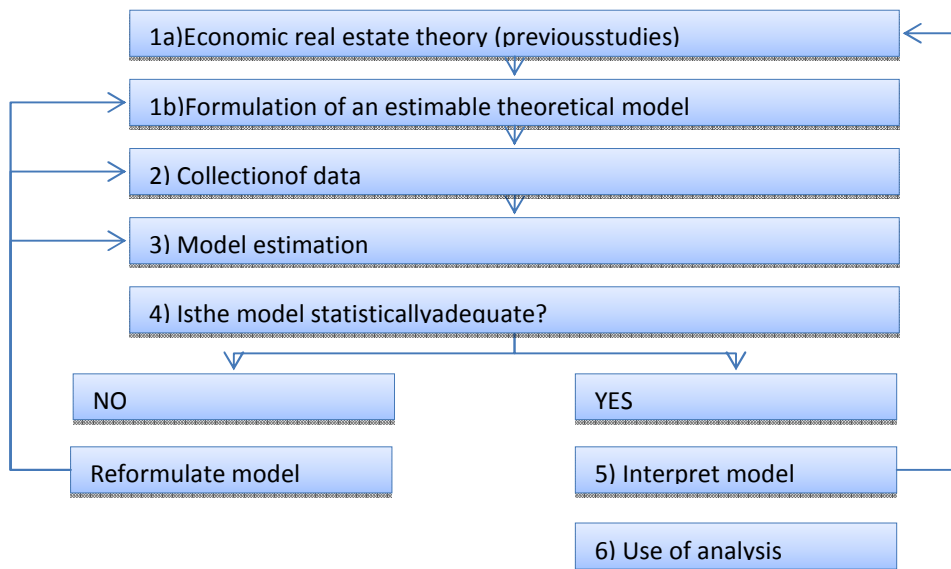 1a)Economic real estate theory (previousstudies)
1b)Formulation of an estimable theoretical model
2) Collectionof data
3) Model estimation
4) Isthe model statisticallyadequate?
NO
YES
Reformulate model
5) Interpret model
6) Use of analysis